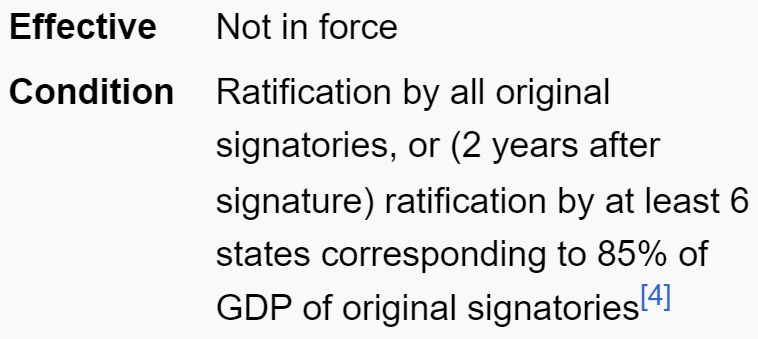 Effective Not in force
Condition Ratification by all original
signatories, or (2 years after
signature) ratification by at least 6
states corresponding to 85% of
GDP of original signatories[4]